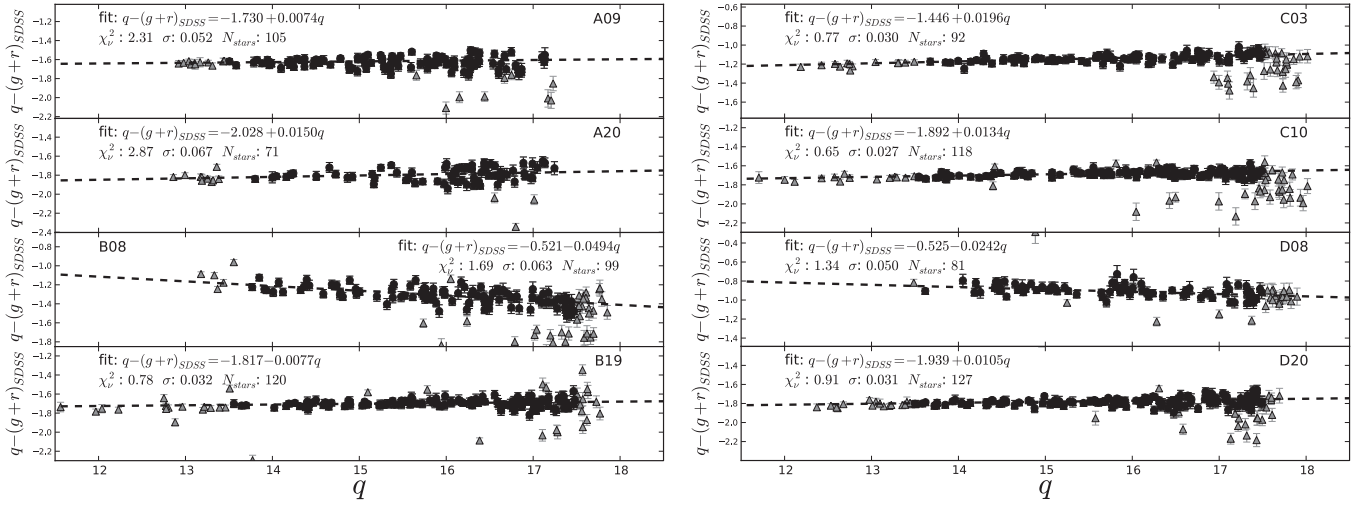 q−(g+r)SDSS
−1.2
−1.4
−1.6
−1.8
−2.0
−2.2
fit: q−(g+r)SDSS=−1.730+0.0074q
χ²ν: 2.31 σ: 0.052 Nstars: 105
A09
q−(g+r)SDSS
−1.4
−1.6
−1.8
−2.0
−2.2
−2.4
fit: q−(g+r)SDSS=−2.028+0.0150q
χ²ν: 2.87 σ: 0.067 Nstars: 71
A20
q−(g+r)SDSS
−0.8
−1.0
−1.2
−1.4
−1.6
−1.8
B08
fit: q−(g+r)SDSS=−0.521−0.0494q
χ²ν: 1.69 σ: 0.063 Nstars: 99
q−(g+r)SDSS
−1.2
−1.4
−1.6
−1.8
−2.0
−2.2
fit: q−(g+r)SDSS=−1.817−0.0077q
χ²ν: 0.78 σ: 0.032 Nstars: 120
B19
12 13 14 15 16 17 18
q
q−(g+r)SDSS
−0.6
−0.8
−1.0
−1.2
−1.4
−1.6
fit: q−(g+r)SDSS=−1.446+0.0196q
χ²ν: 0.77 σ: 0.030 Nstars: 92
C03
q−(g+r)SDSS
−1.2
−1.4
−1.6
−1.8
−2.0
−2.2
fit: q−(g+r)SDSS=−1.892+0.0134q
χ²ν: 0.65 σ: 0.027 Nstars: 118
C10
q−(g+r)SDSS
−0.4
−0.6
−0.8
−1.0
−1.2
−1.4
fit: q−(g+r)SDSS=−0.525−0.0242q
χ²ν: 1.34 σ: 0.050 Nstars: 81
D08
q−(g+r)SDSS
−1.2
−1.4
−1.6
−1.8
−2.0
−2.2
fit: q−(g+r)SDSS=−1.939+0.0105q
χ²ν: 0.91 σ: 0.031 Nstars: 127
D20
12 13 14 15 16 17 18
q